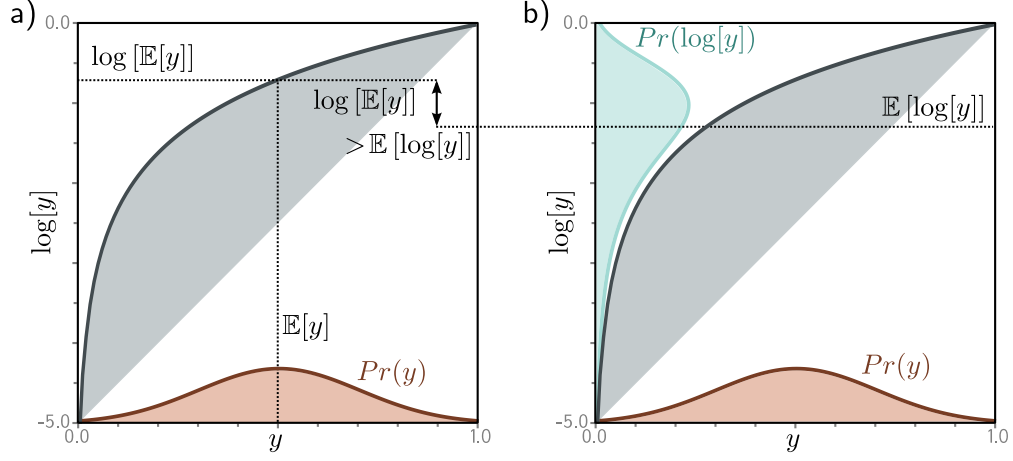 a)
0.0
log [𝔼[y]]
log [𝔼[y]]
> 𝔼 [log[y]]
log[y]
𝔼[y]
Pr(y)
-5.0
0.0
y
1.0
b)
0.0
Pr(log[y])
𝔼 [log[y]]
log[y]
Pr(y)
-5.0
0.0
y
1.0